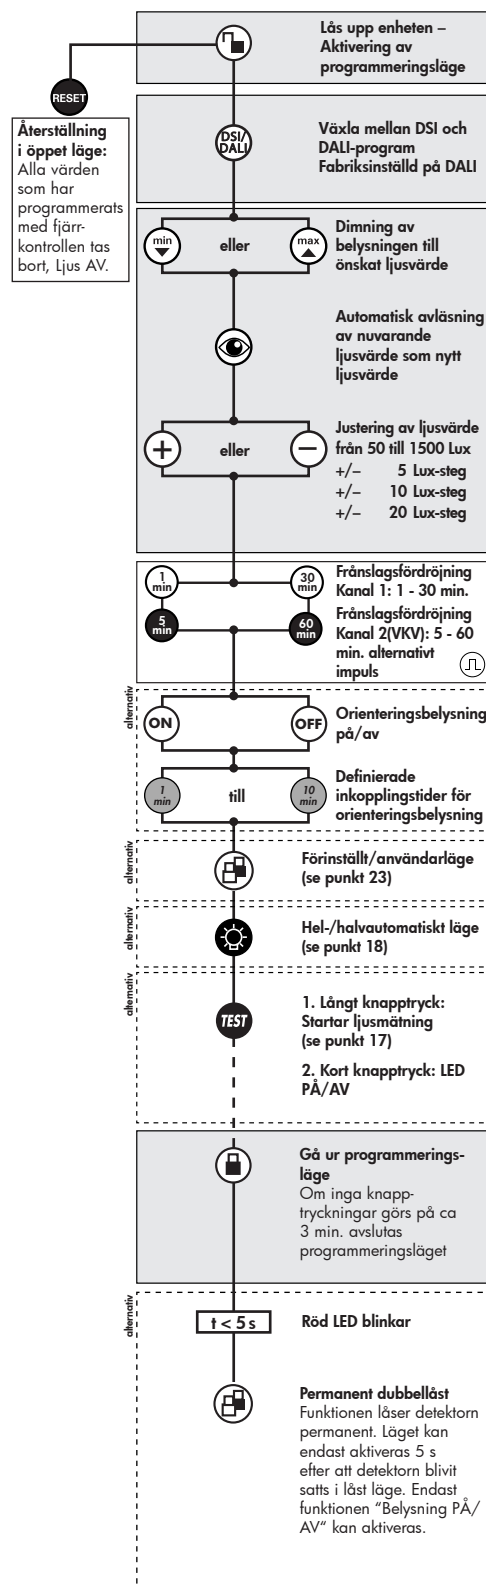 Lås upp enheten –
Aktivering av
programmeringsläge
RESET
Återställning
i öppet läge:
Alla värden
som har
programmerats
med fjärr-
kontrollen tas
bort, Ljus AV.
DSI/
DALI
Växla mellan DSI och
DALI-program
Fabriksinställd på DALI
min
eller
max
Dimning av
belysningen till
önskat ljusvärde
Automatisk avläsning
av nuvarande
ljusvärde som nytt
ljusvärde
+
eller
–
Justering av ljusvärde
från 50 till 1500 Lux
+/– 5 Lux-steg
+/– 10 Lux-steg
+/– 20 Lux-steg
1
min
30
min
Frånslagsfördröjning
Kanal 1: 1 - 30 min.
5
min
60
min
Frånslagsfördröjning
Kanal 2(VKV): 5 - 60
min. alternativt
impuls
alternativ
ON
OFF
Orienteringsbelysning
på/av
1
min
till
10
min
Definierade
inkopplingstider för
orienteringsbelysning
alternativ
Förinställt/användarläge
(se punkt 23)
alternativ
Hel-/halvautomatiskt läge
(se punkt 18)
alternativ
TEST
1. Långt knapptryck:
Startar ljusmätning
(se punkt 17)
2. Kort knapptryck: LED
PÅ/AV
Gå ur programmerings-
läge
Om inga knapp-
tryckningar görs på ca
3 min. avslutas
programmeringsläget
alternativ
t < 5 s
Röd LED blinkar
Permanent dubbellåst
Funktionen låser detektorn
permanent. Läget kan
endast aktiveras 5 s
efter att detektorn blivit
satts i låst läge. Endast
funktionen “Belysning PÅ/
AV“ kan aktiveras.